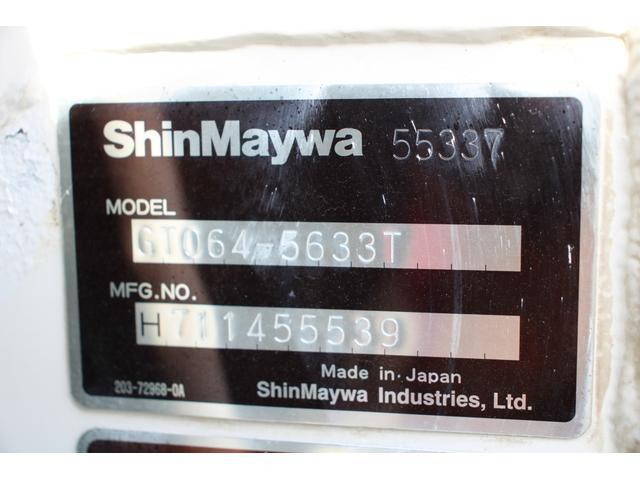 ShinMaywa 55337
MODEL
GT064-5633T
MFG.NO.
H711455539
Made in Japan
203-72968-0A
ShinMaywa Industries, Ltd.